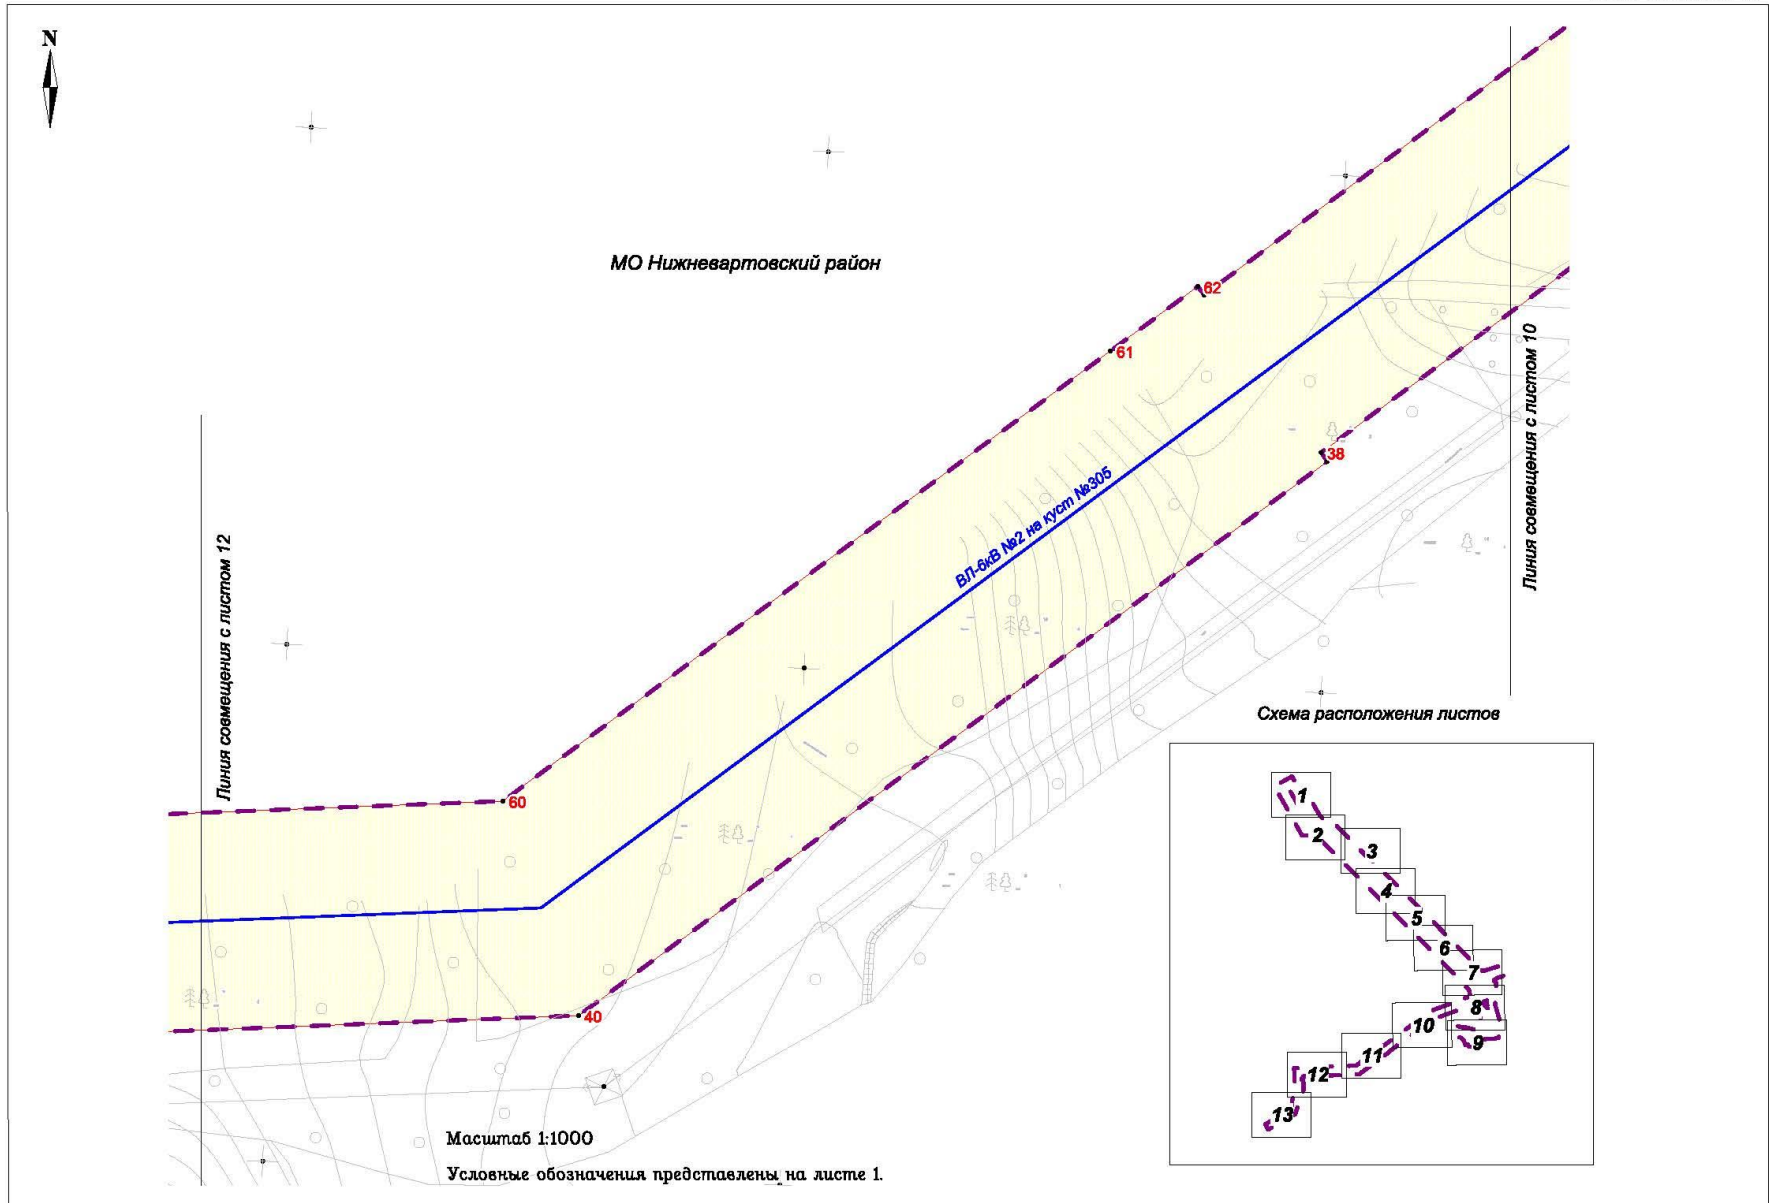 N
МО Нижневартовский район
62
61
38
Линия совмещения с листом 10
ВЛ-6кВ №2 на куст №305
Линия совмещения с листом 12
60
40
Схема расположения листов
1
2
3
4
5
6
7
8
9
10
11
12
13
Масштаб 1:1000
Условные обозначения представлены на листе 1.